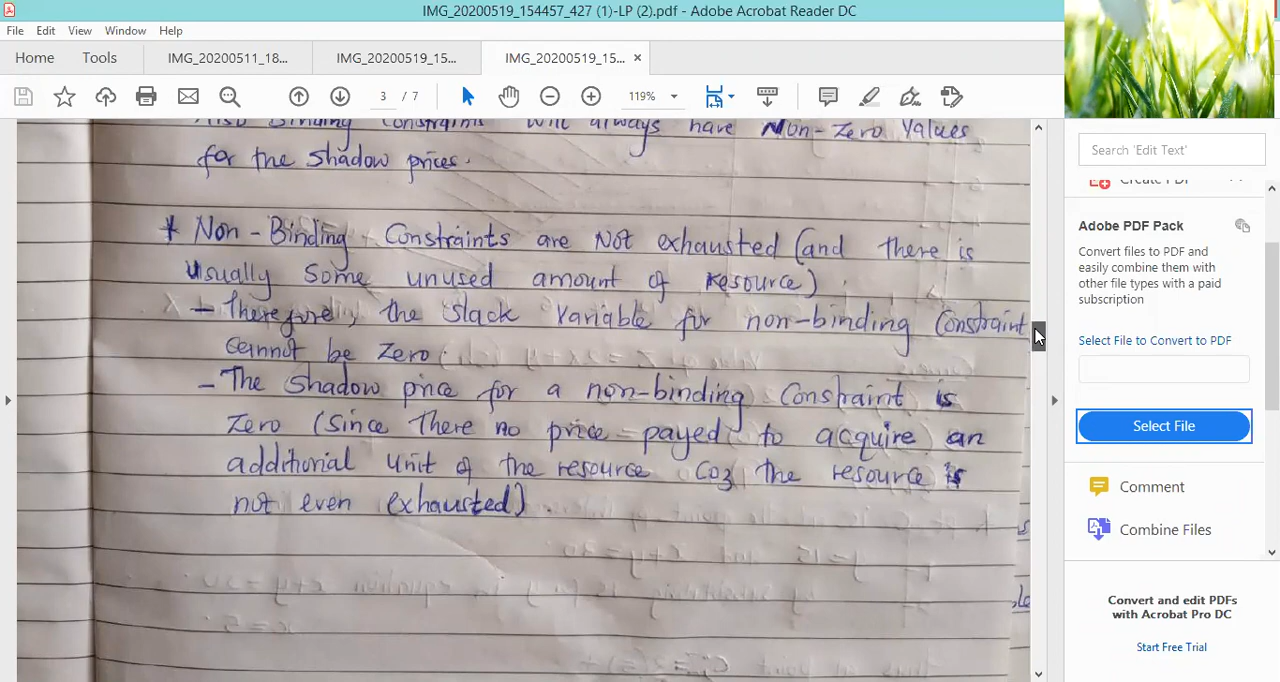 IMG_20200519_154457_427 (1)-LP (2).pdf - Adobe Acrobat Reader DC
File Edit View Window Help
Home Tools IMG_20200511_18... IMG_20200519_15... IMG_20200519_15... ×
3 / 7 119%
Also Binding constraints will always have Non-Zero Values
for the shadow prices.
* Non-Binding Constraints are Not exhausted (and there is
usually some unused amount of resource)
- Therefore, the slack variable for non-binding Constraint
cannot be zero
- The shadow price for a non-binding Constraint is
Zero (since there no price payed to acquire an
additional unit of the resource Coz the resource is
not even exhausted).
Search 'Edit Text'
Create PDF
Adobe PDF Pack
Convert files to PDF and
easily combine them with
other file types with a paid
subscription
Select File to Convert to PDF
Select File
Comment
Combine Files
Convert and edit PDFs
with Acrobat Pro DC
Start Free Trial